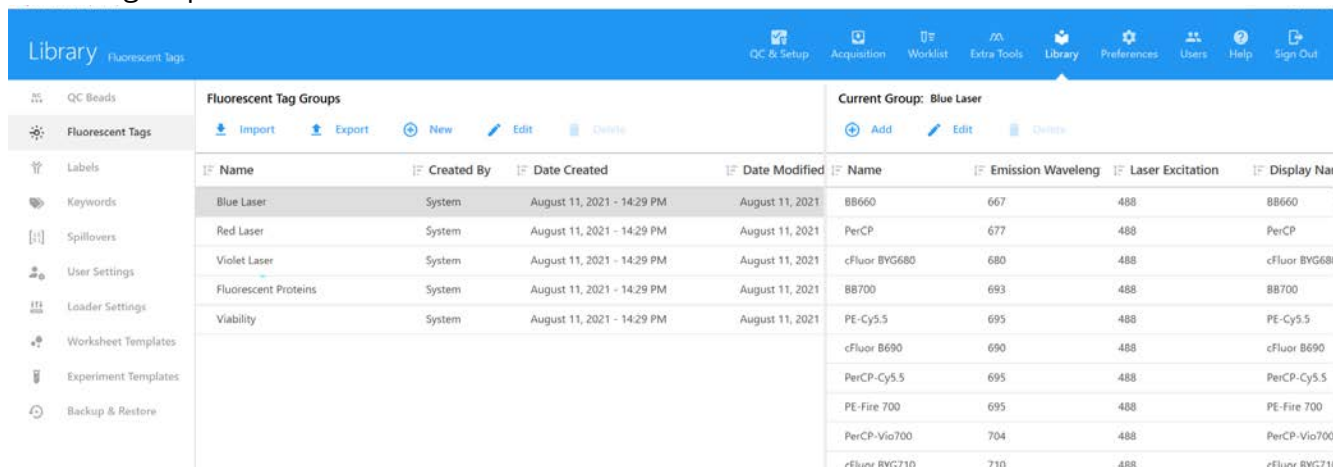 Library Fluorescent Tags
QC & Setup Acquisition Worklist Extra Tools Library Preferences Users Help Sign Out
QC Beads
Fluorescent Tags
Labels
Keywords
Spillovers
User Settings
Loader Settings
Worksheet Templates
Experiment Templates
Backup & Restore
Fluorescent Tag Groups
Import Export New Edit Delete
Name Created By Date Created Date Modified
Blue Laser System August 11, 2021 - 14:29 PM August 11, 2021
Red Laser System August 11, 2021 - 14:29 PM August 11, 2021
Violet Laser System August 11, 2021 - 14:29 PM August 11, 2021
Fluorescent Proteins System August 11, 2021 - 14:29 PM August 11, 2021
Viability System August 11, 2021 - 14:29 PM August 11, 2021
Current Group: Blue Laser
Add Edit Delete
Name Emission Waveleng Laser Excitation Display Nar
BB660 667 488 BB660
PerCP 677 488 PerCP
cFluor BYG680 680 488 cFluor BYG68
BB700 693 488 BB700
PE-Cy5.5 695 488 PE-Cy5.5
cFluor B690 690 488 cFluor B690
PerCP-Cy5.5 695 488 PerCP-Cy5.5
PE-Fire 700 695 488 PE-Fire 700
PerCP-Vio700 704 488 PerCP-Vio700
cFluor BYG710 710 488 cFluor BYG710